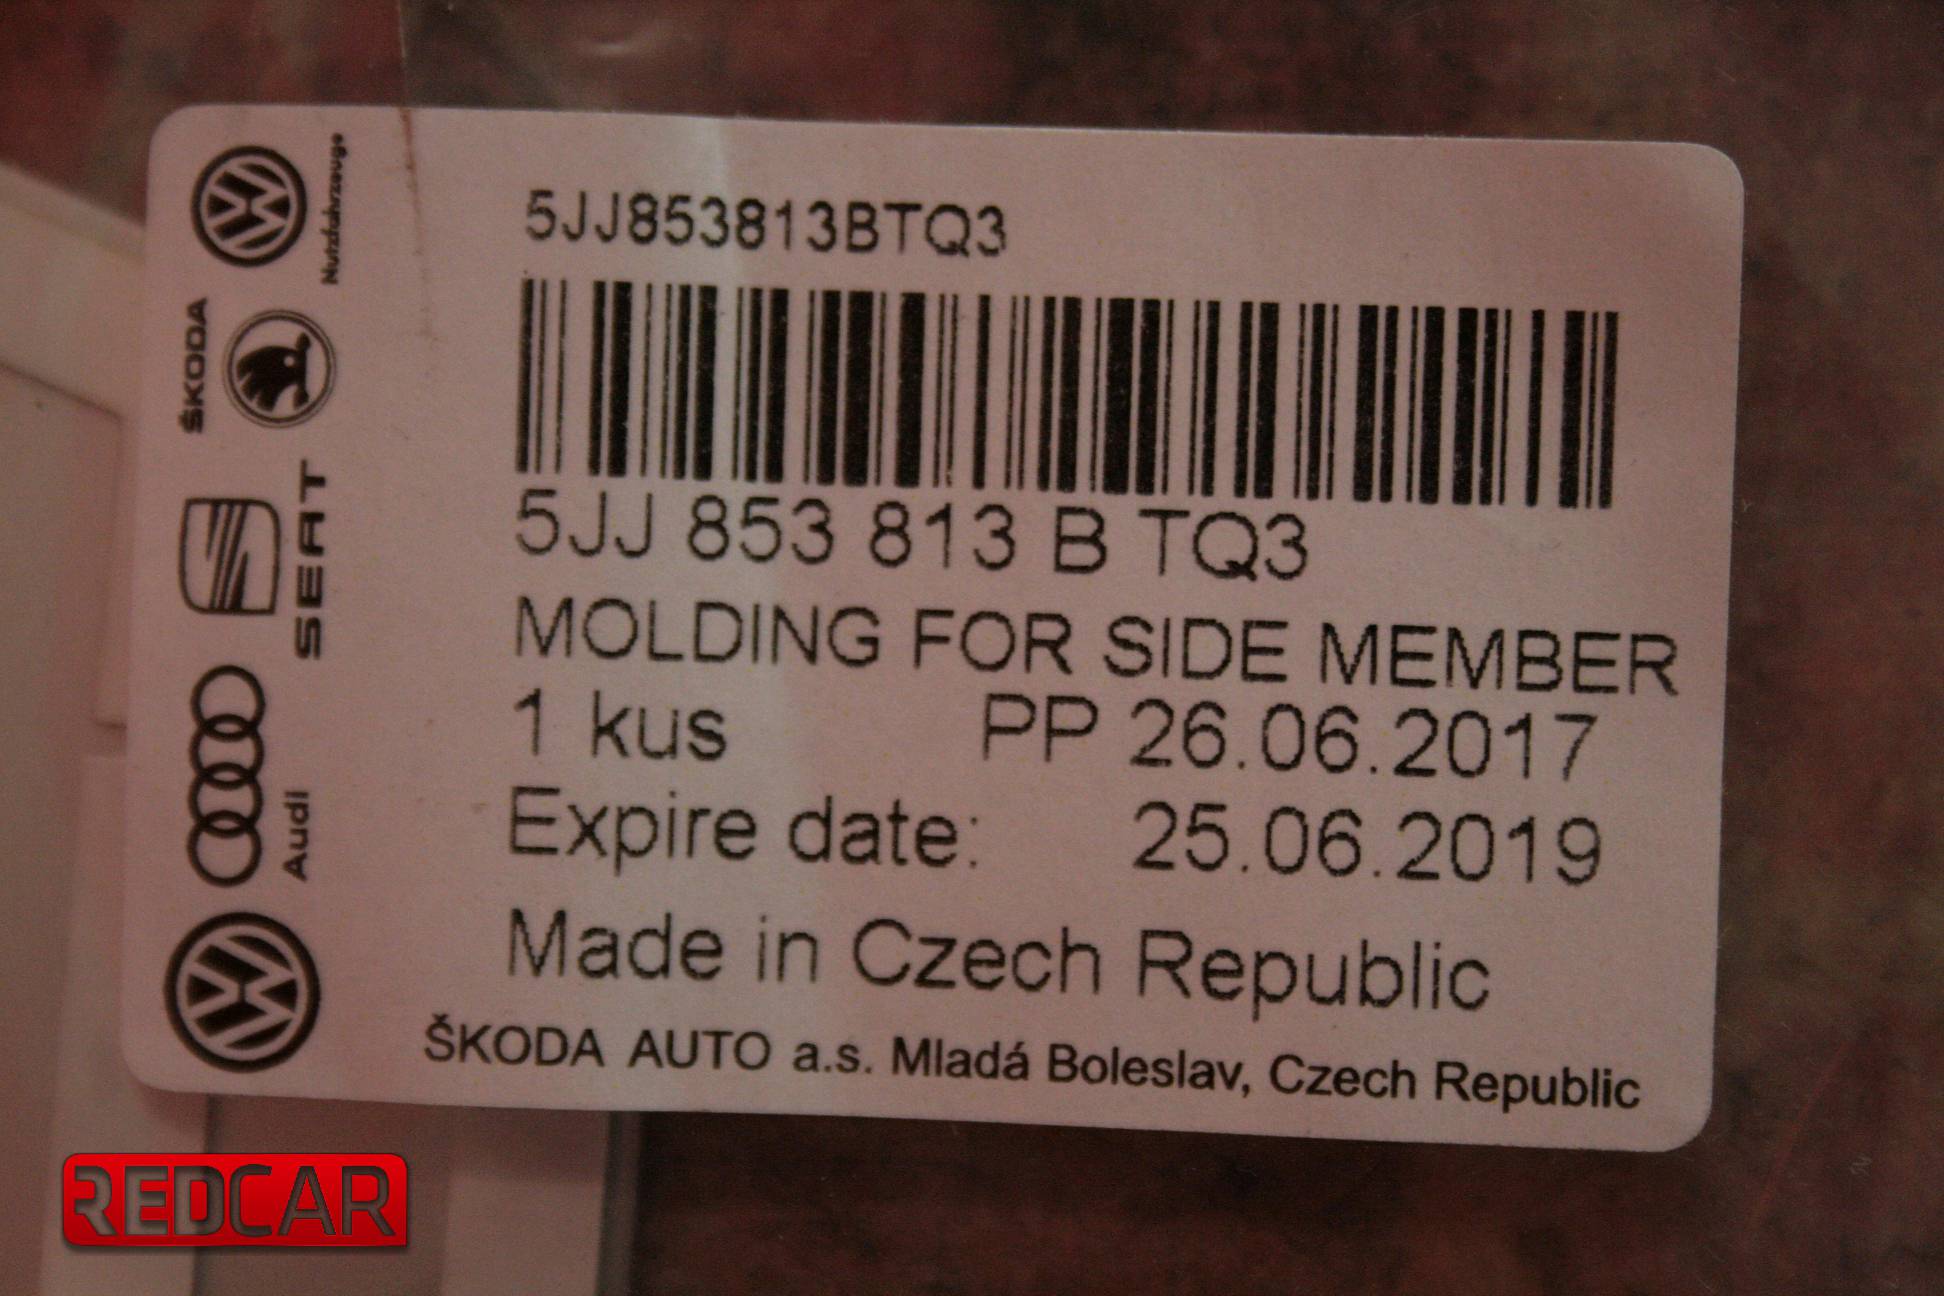 5JJ853813BTQ3
5JJ 853 813 B TQ3
MOLDING FOR SIDE MEMBER
1 kus PP 26.06.2017
Expire date: 25.06.2019
Made in Czech Republic
ŠKODA AUTO a.s. Mladá Boleslav, Czech Republic
Nutzfahrzeuge
ŠKODA
SEAT
Audi
REDCAR